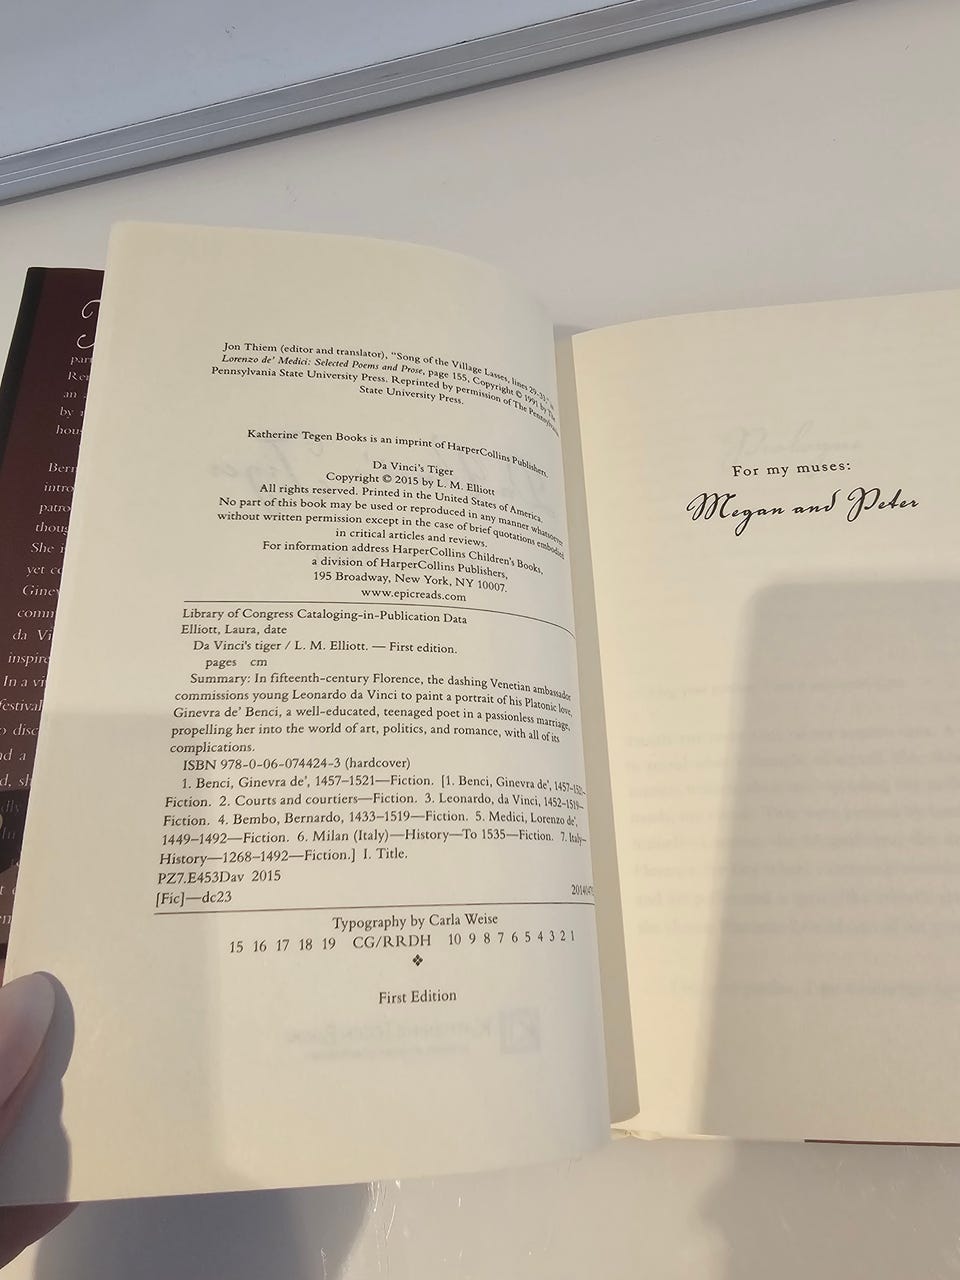 Jon Thiem (editor and translator), "Song of the Village Lasses, lines 29–33," in
Lorenzo de' Medici: Selected Poems and Prose, page 155, Copyright © 1991 by The
Pennsylvania State University Press. Reprinted by permission of The Pennsylvania
State University Press.
Katherine Tegen Books is an imprint of HarperCollins Publishers.
Da Vinci's Tiger
Copyright © 2015 by L. M. Elliott
All rights reserved. Printed in the United States of America.
No part of this book may be used or reproduced in any manner whatsoever
without written permission except in the case of brief quotations embodied
in critical articles and reviews.
For information address HarperCollins Children's Books,
a division of HarperCollins Publishers,
195 Broadway, New York, NY 10007.
www.epicreads.com
Library of Congress Cataloging-in-Publication Data
Elliott, Laura, date
Da Vinci's tiger / L. M. Elliott. — First edition.
pages cm
Summary: In fifteenth-century Florence, the dashing Venetian ambassador
commissions young Leonardo da Vinci to paint a portrait of his Platonic love,
Ginevra de' Benci, a well-educated, teenaged poet in a passionless marriage,
propelling her into the world of art, politics, and romance, with all of its
complications.
ISBN 978-0-06-074424-3 (hardcover)
1. Benci, Ginevra de', 1457–1521—Fiction. [1. Benci, Ginevra de', 1457–152
Fiction. 2. Courts and courtiers—Fiction. 3. Leonardo, da Vinci, 1452–1519—
Fiction. 4. Bembo, Bernardo, 1433–1519—Fiction. 5. Medici, Lorenzo de',
1449–1492—Fiction. 6. Milan (Italy)—History—To 1535—Fiction. 7. Italy—
History—1268–1492—Fiction.] I. Title.
PZ7.E453Dav 2015
[Fic]—dc23
Typography by Carla Weise
15 16 17 18 19 CG/RRDH 10 9 8 7 6 5 4 3 2 1
First Edition
For my muses:
Megan and Peter